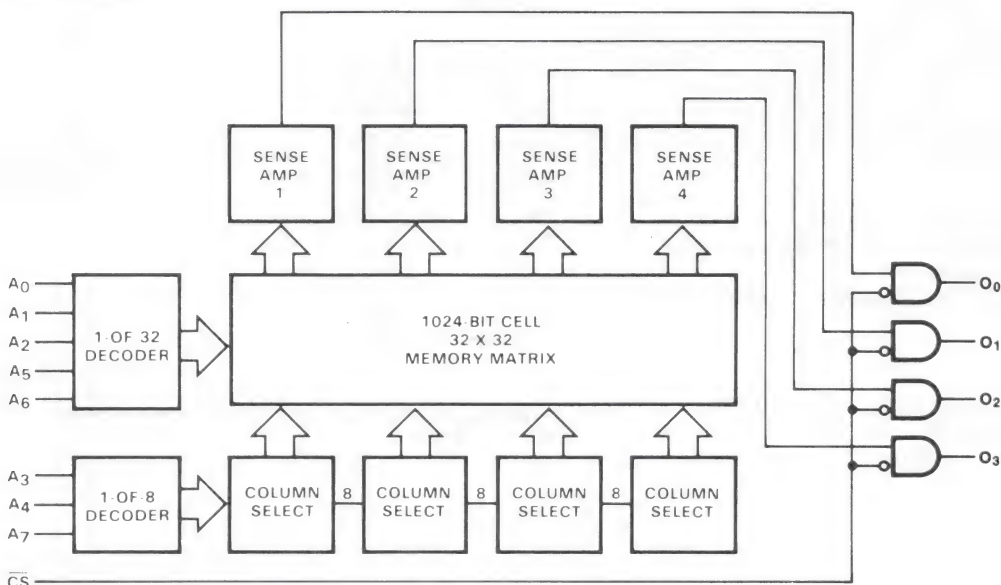 SENSE
AMP
1
SENSE
AMP
2
SENSE
AMP
3
SENSE
AMP
4
A0
A1
A2
A5
A6
1-OF 32
DECODER
1024-BIT CELL
32 X 32
MEMORY MATRIX
O0
O1
O2
O3
A3
A4
A7
1-OF-8
DECODER
COLUMN
SELECT
8
COLUMN
SELECT
8
COLUMN
SELECT
8
COLUMN
SELECT
C̅S̅